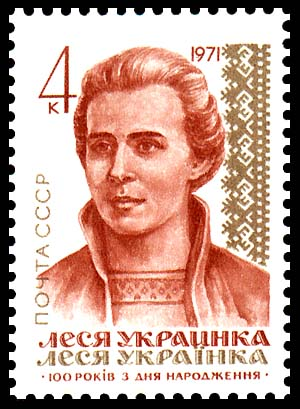 4 К
1971
ПОЧТА СССР
ЛЕСЯ УКРАИНКА
ЛЕСЯ УКРАЇНКА
· 100 РОКІВ З ДНЯ НАРОДЖЕННЯ ·